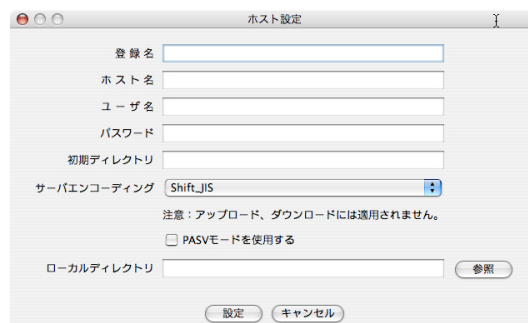 ホスト設定
登録名
ホスト名
ユーザ名
パスワード
初期ディレクトリ
サーバエンコーディング Shift_JIS
注意：アップロード、ダウンロードには適用されません。
PASVモードを使用する
ローカルディレクトリ 参照
設定 キャンセル